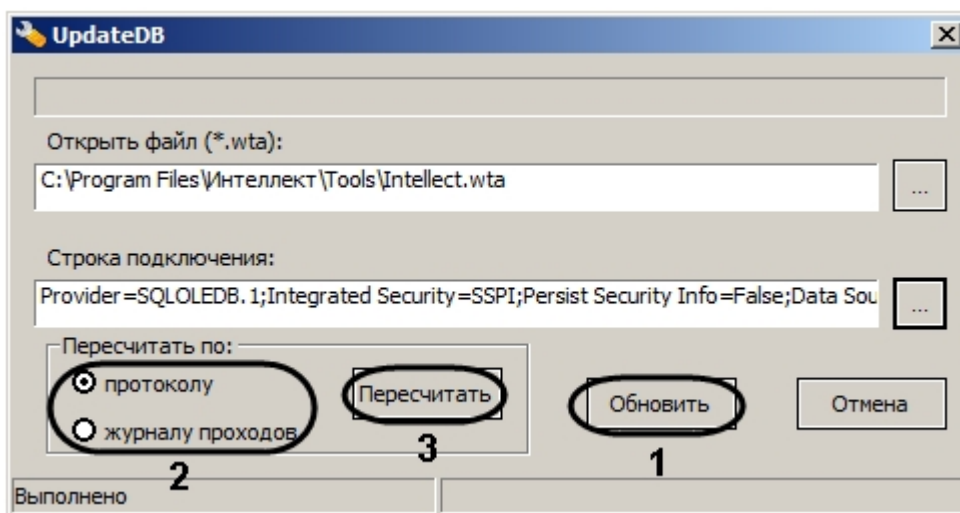 UpdateDB
Открыть файл (*.wta):
C:\Program Files\Интеллект\Tools\Intellect.wta
...
Строка подключения:
Provider=SQLOLEDB.1;Integrated Security=SSPI;Persist Security Info=False;Data Sou
...
Пересчитать по:
протоколу
журналу проходов
Пересчитать
Обновить
Отмена
2
3
1
Выполнено